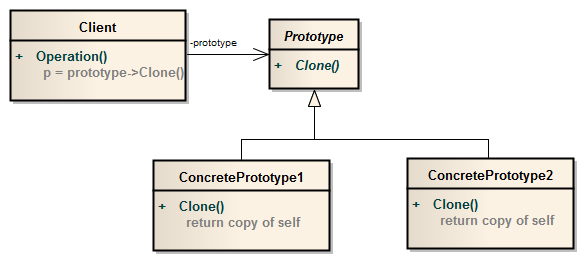 Client
+ Operation()
p = prototype->Clone()
-prototype
Prototype
+ Clone()
ConcretePrototype1
+ Clone()
return copy of self
ConcretePrototype2
+ Clone()
return copy of self